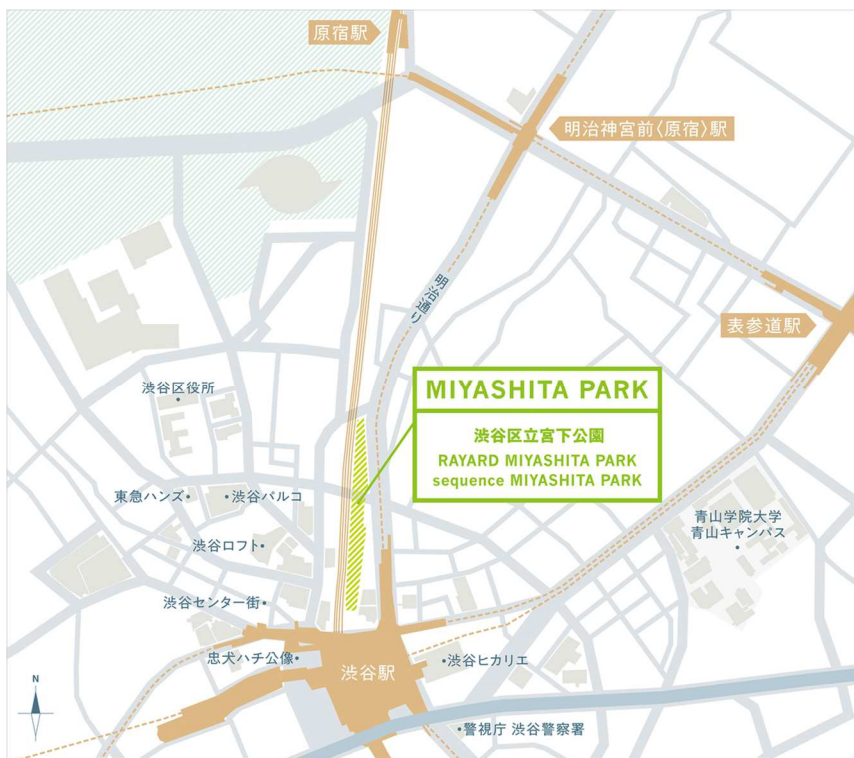 原宿駅
明治神宮前〈原宿〉駅
明治通り
表参道駅
MIYASHITA PARK
渋谷区立宮下公園
RAYARD MIYASHITA PARK
sequence MIYASHITA PARK
渋谷区役所
東急ハンズ
渋谷パルコ
青山学院大学
青山キャンパス
渋谷ロフト
渋谷センター街
忠犬ハチ公像
渋谷駅
渋谷ヒカリエ
N
警視庁 渋谷警察署